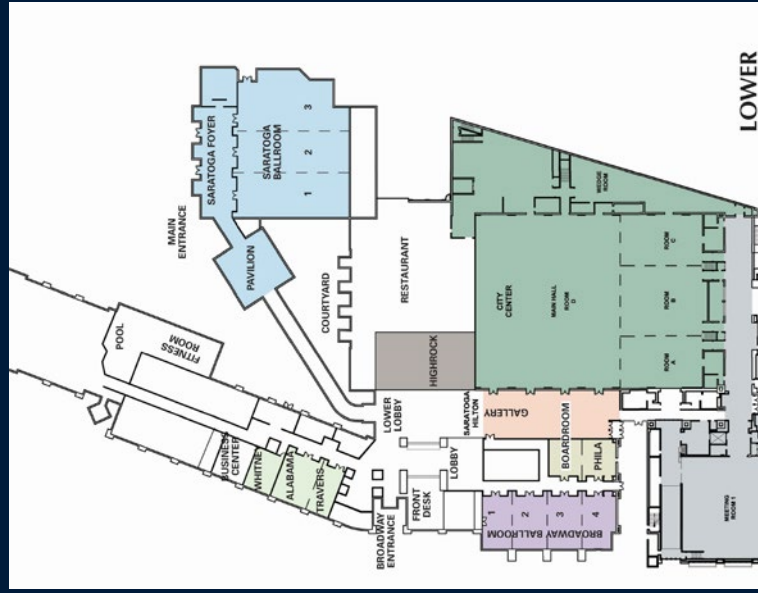 LOWER
SARATOGA FOYER
SARATOGA
BALLROOM
1
2
3
MAIN
ENTRANCE
PAVILION
COURTYARD
RESTAURANT
HIGHROCK
WEDGE
ROOM
CITY
CENTER
MAIN HALL
ROOM
D
ROOM
C
ROOM
B
ROOM
A
POOL
FITNESS
ROOM
BUSINESS
CENTER
WHITNE
ALABAMA
TRAVERS
LOWER
LOBBY
SARATOGA
HILTON
GALLERY
BOARDROOM
PHILA
LOBBY
FRONT
DESK
BROADWAY
ENTRANCE
BROADWAY BALLROOM
1
2
3
4
MEETING
ROOM 1